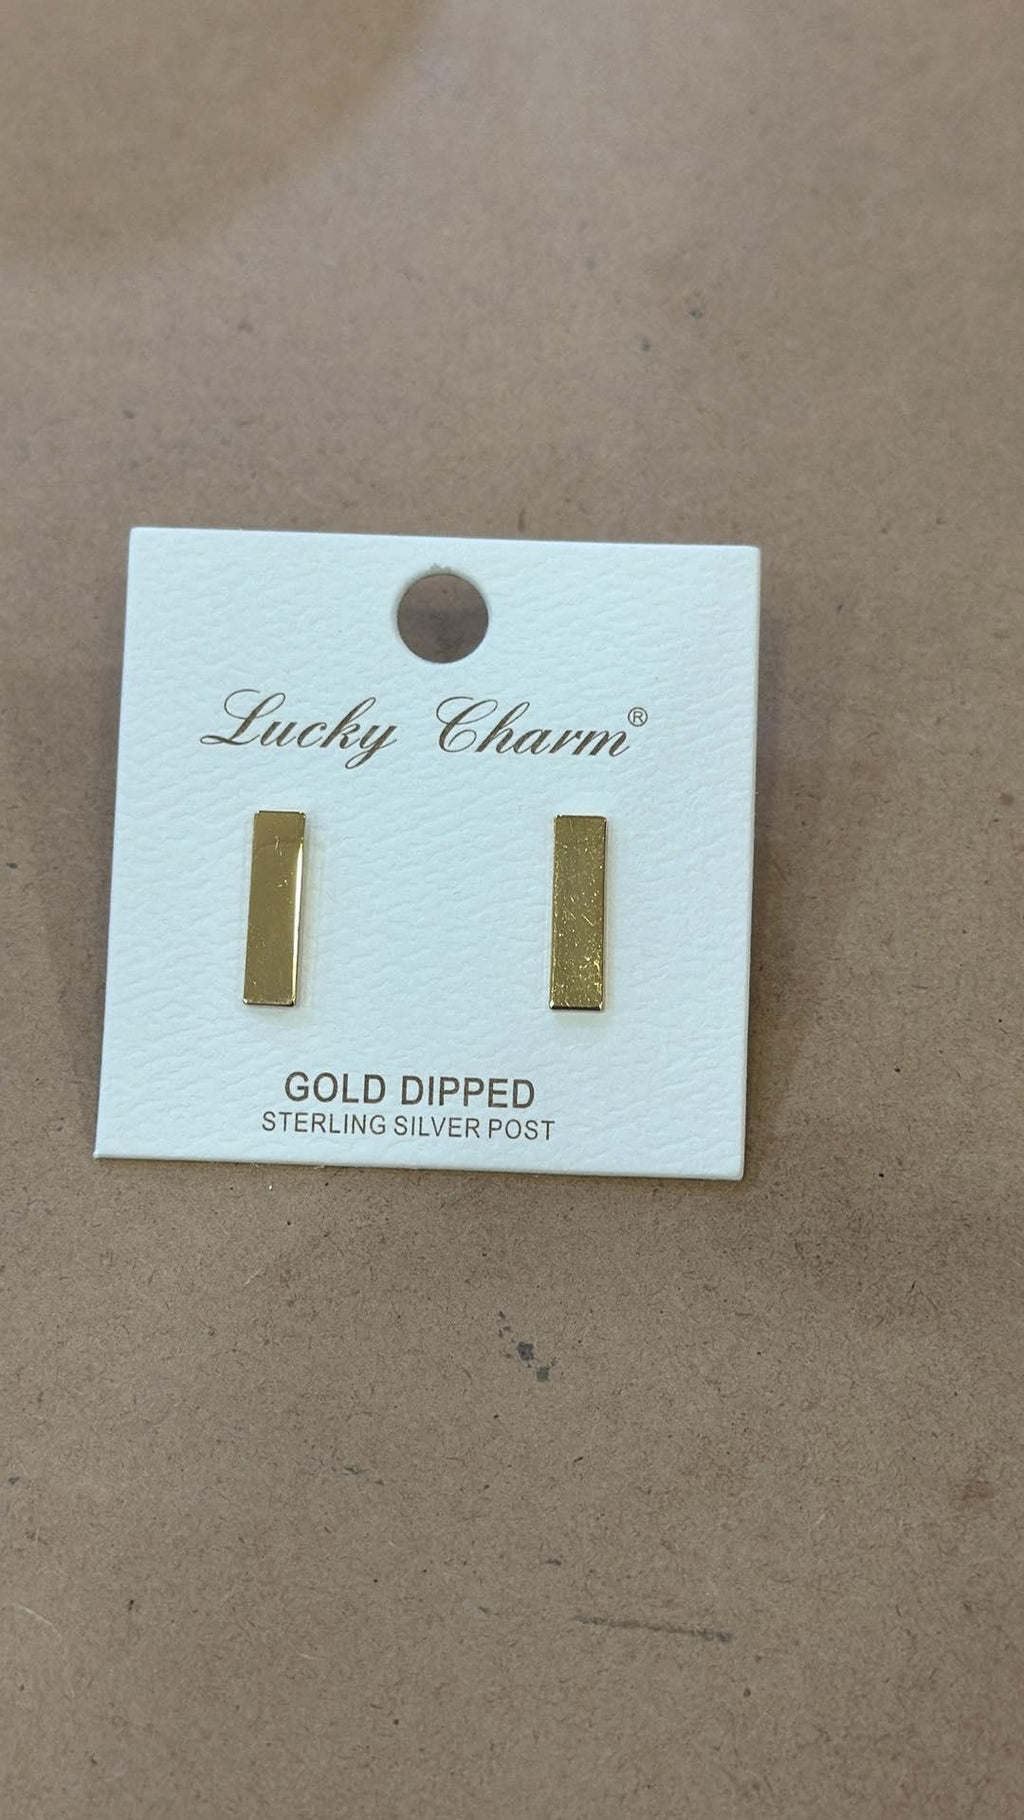 Lucky Charm®
GOLD DIPPED
STERLING SILVER POST